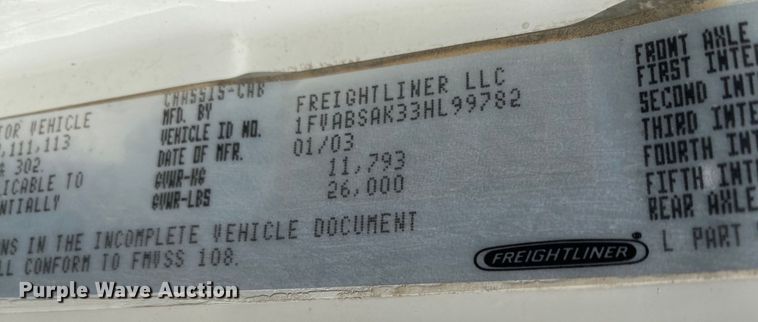 CHASSIS-CAB
MFD. BY FREIGHTLINER LLC
VEHICLE ID NO. 1FVABSAK33HL99782
DATE OF MFR. 01/03
GVWR-KG 11,793
GVWR-LBS 26,000
TOR VEHICLE
,111,113
& 302.
LICABLE TO
NTIALLY
ONS IN THE INCOMPLETE VEHICLE DOCUMENT
LL CONFORM TO FMVSS 108.
FREIGHTLINER
FRONT AXLE
FIRST INTE
SECOND INT
THIRD INTE
FOURTH INT
FIFTH INT
REAR AXLE
L PART
Purple Wave Auction